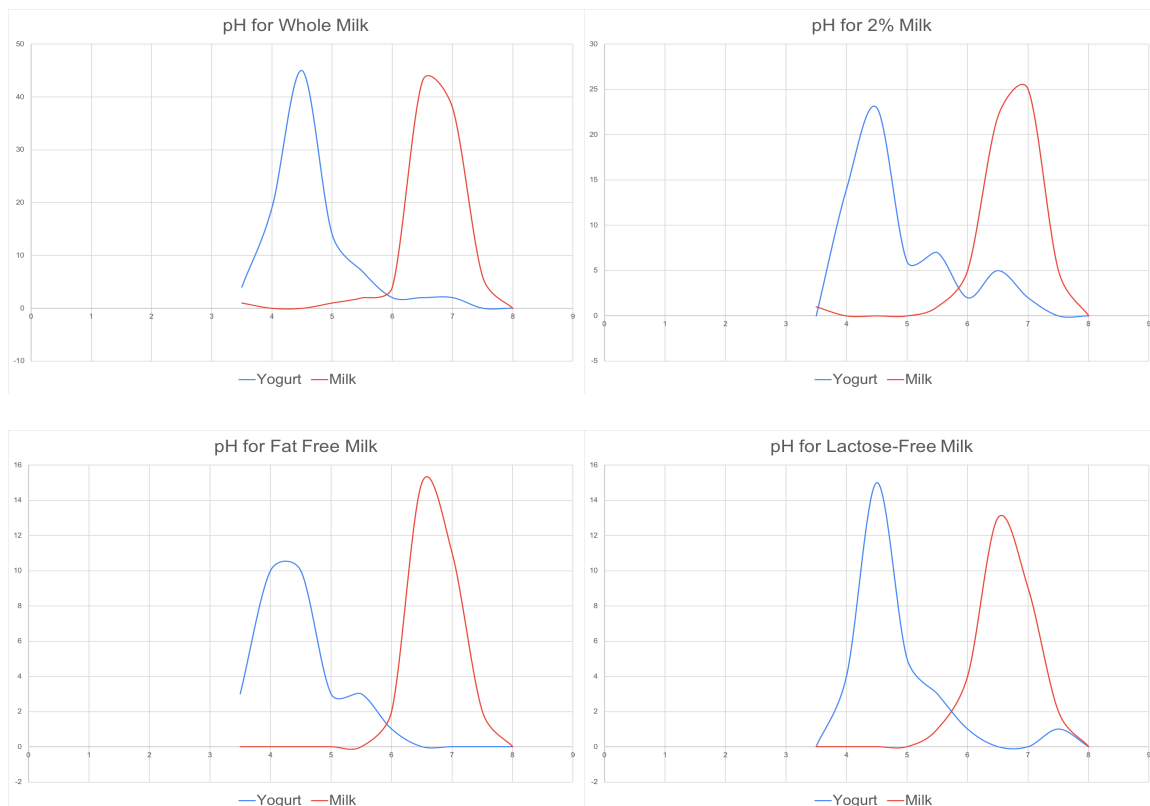 pH for Whole Milk
50
40
30
20
10
0
-10
0 1 2 3 4 5 6 7 8 9
Yogurt Milk
pH for 2% Milk
30
25
20
15
10
5
0
-5
0 1 2 3 4 5 6 7 8 9
Yogurt Milk
pH for Fat Free Milk
16
14
12
10
8
6
4
2
0
-2
0 1 2 3 4 5 6 7 8 9
Yogurt Milk
pH for Lactose-Free Milk
16
14
12
10
8
6
4
2
0
-2
0 1 2 3 4 5 6 7 8 9
Yogurt Milk